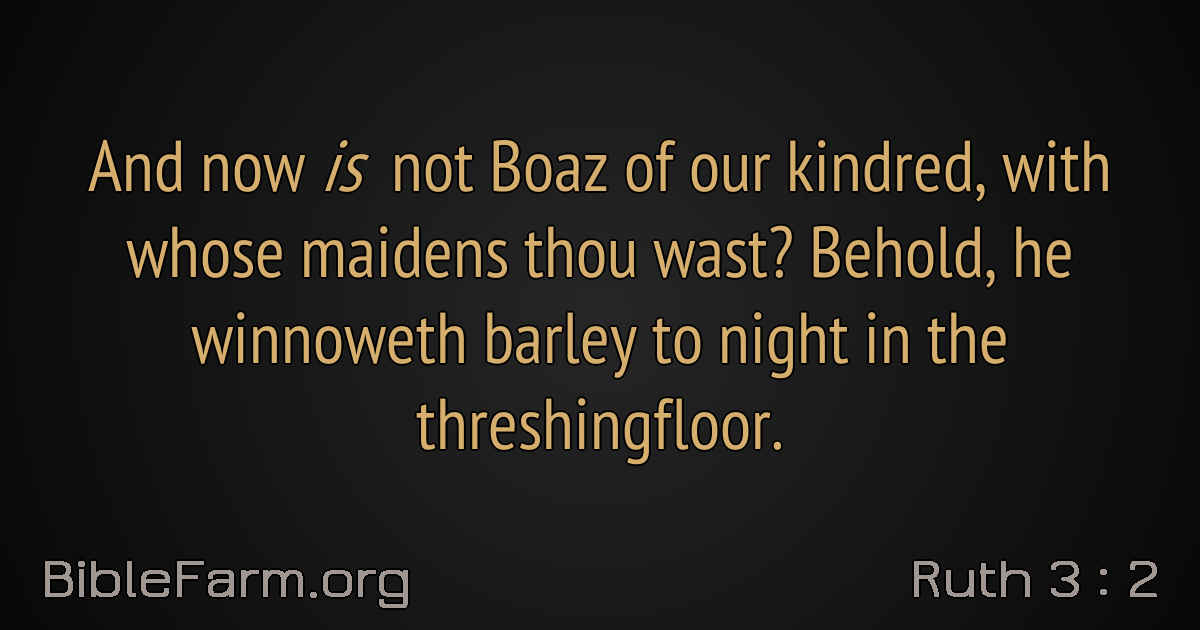 And now is not Boaz of our kindred, with
whose maidens thou wast? Behold, he
winnoweth barley to night in the
threshingfloor.
BibleFarm.org
Ruth 3 : 2